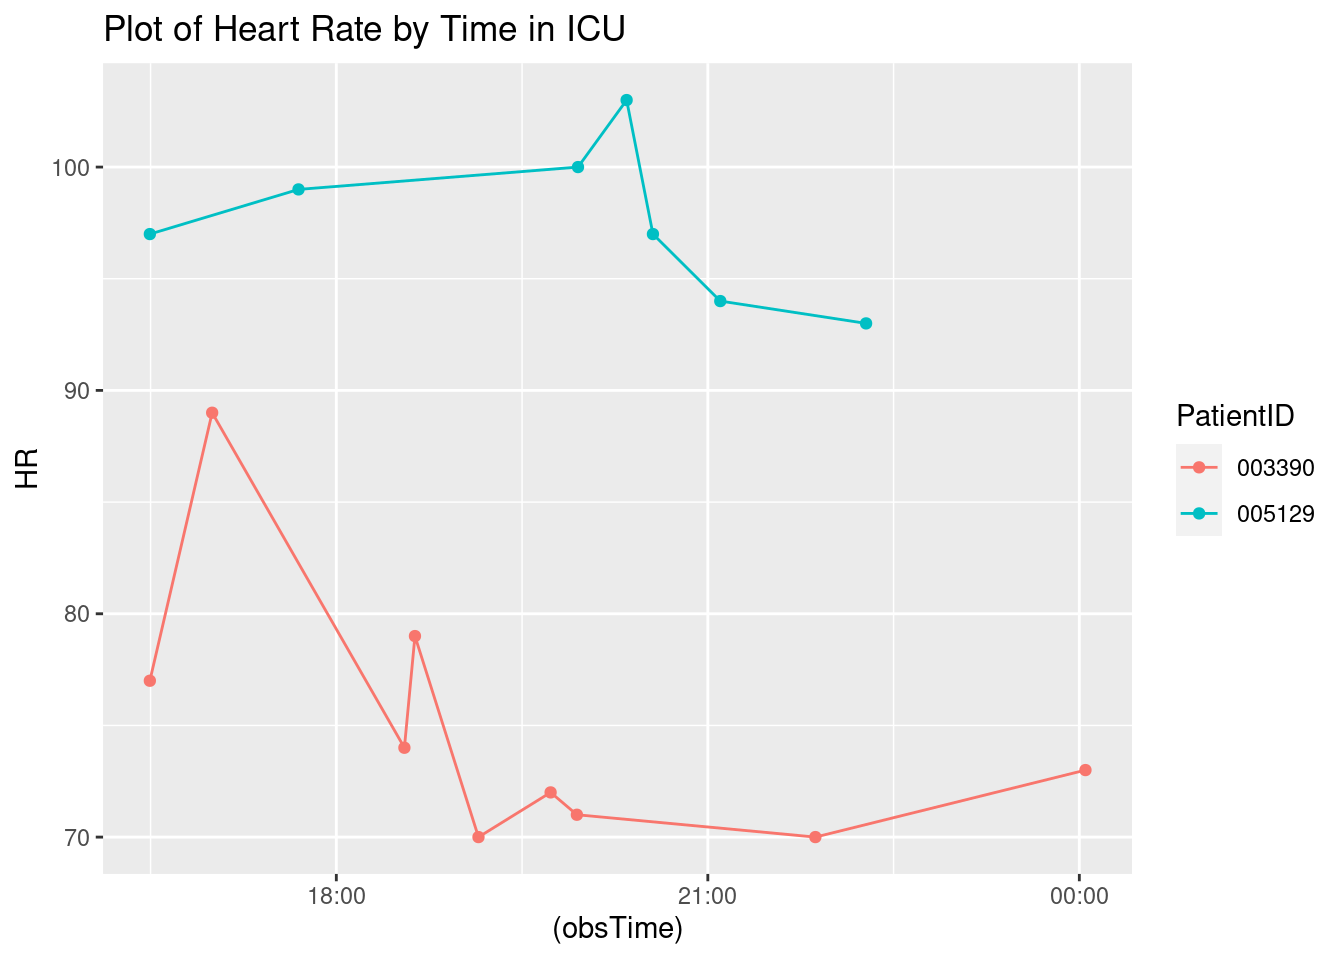 Plot of Heart Rate by Time in ICU
100
90
80
70
HR
18:00
21:00
00:00
(obsTime)
PatientID
003390
005129